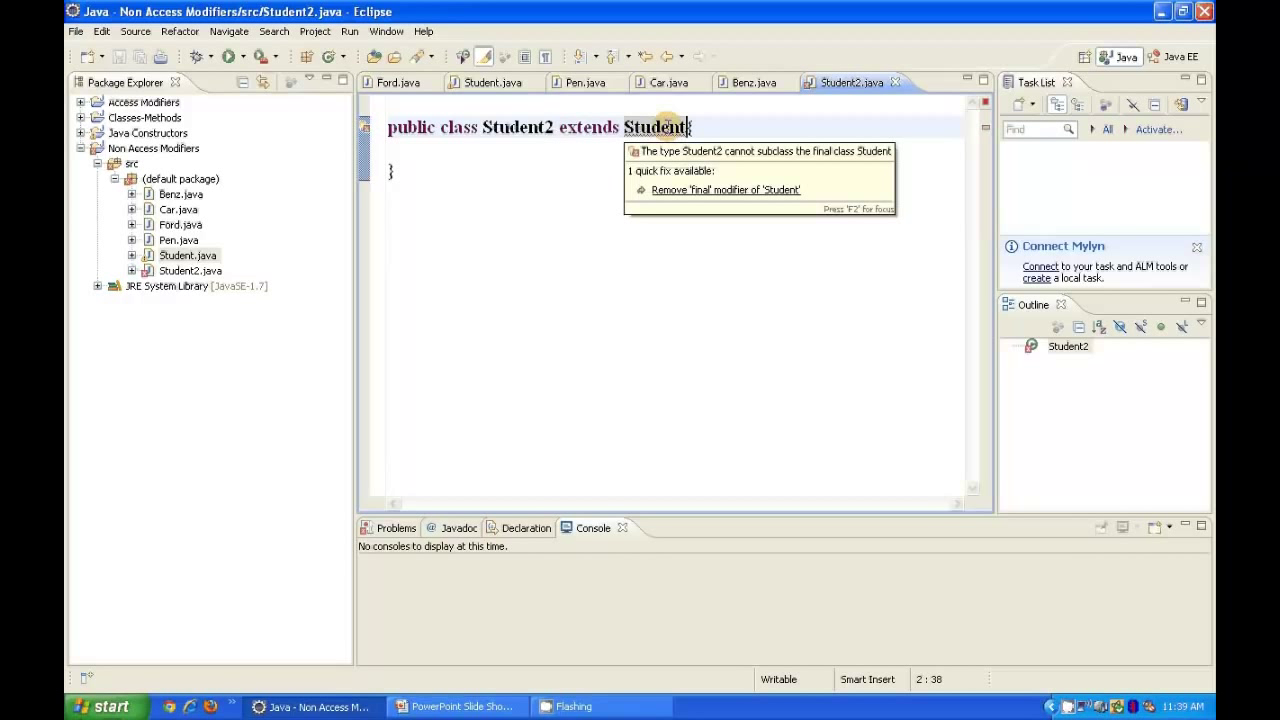 Java - Non Access Modifiers/src/Student2.java - Eclipse
File Edit Source Refactor Navigate Search Project Run Window Help
Java Java EE
Package Explorer
Ford.java Student.java Pen.java Car.java Benz.java Student2.java
Task List
Access Modifiers
Classes-Methods
Java Constructors
Non Access Modifiers
src
(default package)
Benz.java
Car.java
Ford.java
Pen.java
Student.java
Student2.java
JRE System Library [JavaSE-1.7]
public class Student2 extends Student{
}
The type Student2 cannot subclass the final class Student
1 quick fix available:
Remove 'final' modifier of 'Student'
Press 'F2' for focus
Find All Activate...
Connect Mylyn
Connect to your task and ALM tools or
create a local task.
Outline
Student2
Problems Javadoc Declaration Console
No consoles to display at this time.
Writable Smart Insert 2 : 38
start Java - Non Access M... PowerPoint Slide Sho... Flashing 11:39 AM